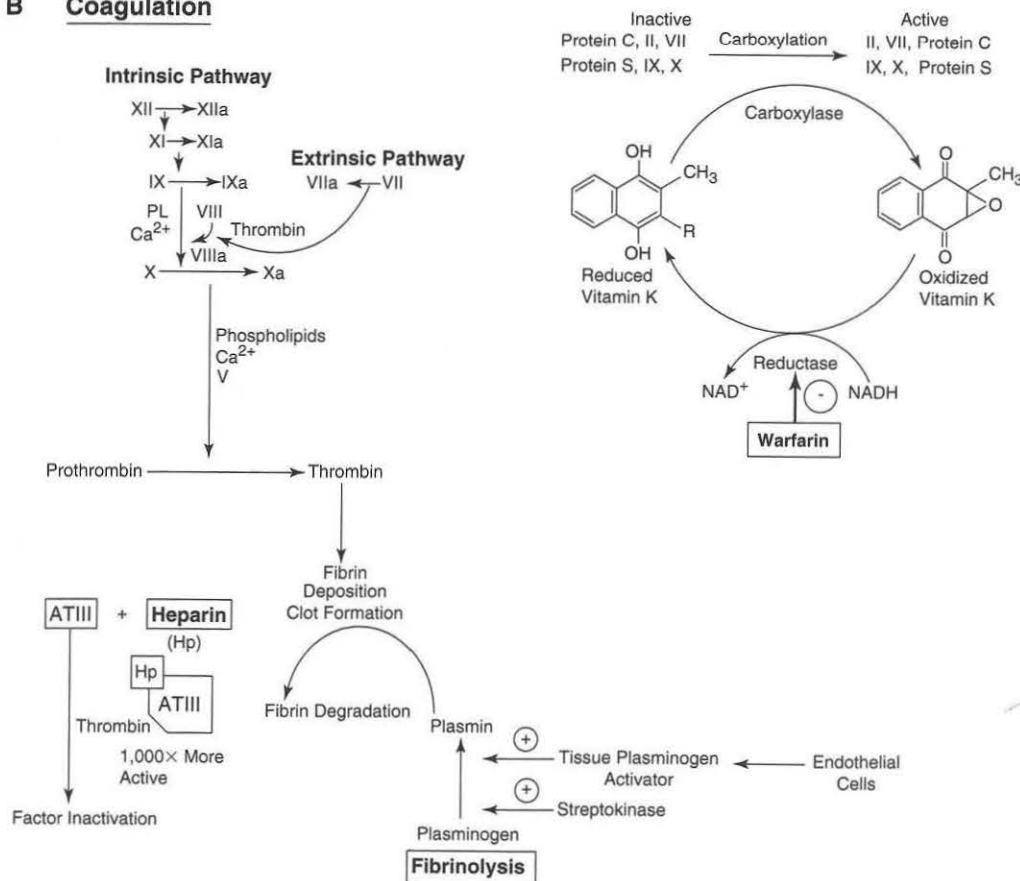 B Coagulation
Intrinsic Pathway
XII XIIa
XI XIa
IX IXa
PL VIII
Ca2+
VIIIa
X Xa
Extrinsic Pathway
VIIa VII
Thrombin
Phospholipids
Ca2+
V
Prothrombin Thrombin
Fibrin
Deposition
Clot Formation
Fibrin Degradation
Plasmin
+ Tissue Plasminogen
Activator
Endothelial
Cells
+ Streptokinase
Plasminogen
Fibrinolysis
ATIII + Heparin
(Hp)
Hp
ATIII
Thrombin
1,000× More
Active
Factor Inactivation
Inactive
Protein C, II, VII
Protein S, IX, X
Carboxylation
Active
II, VII, Protein C
IX, X, Protein S
Carboxylase
OH
CH3
R
OH
Reduced
Vitamin K
O
CH3
O
O
Oxidized
Vitamin K
Reductase
NAD+ - NADH
Warfarin